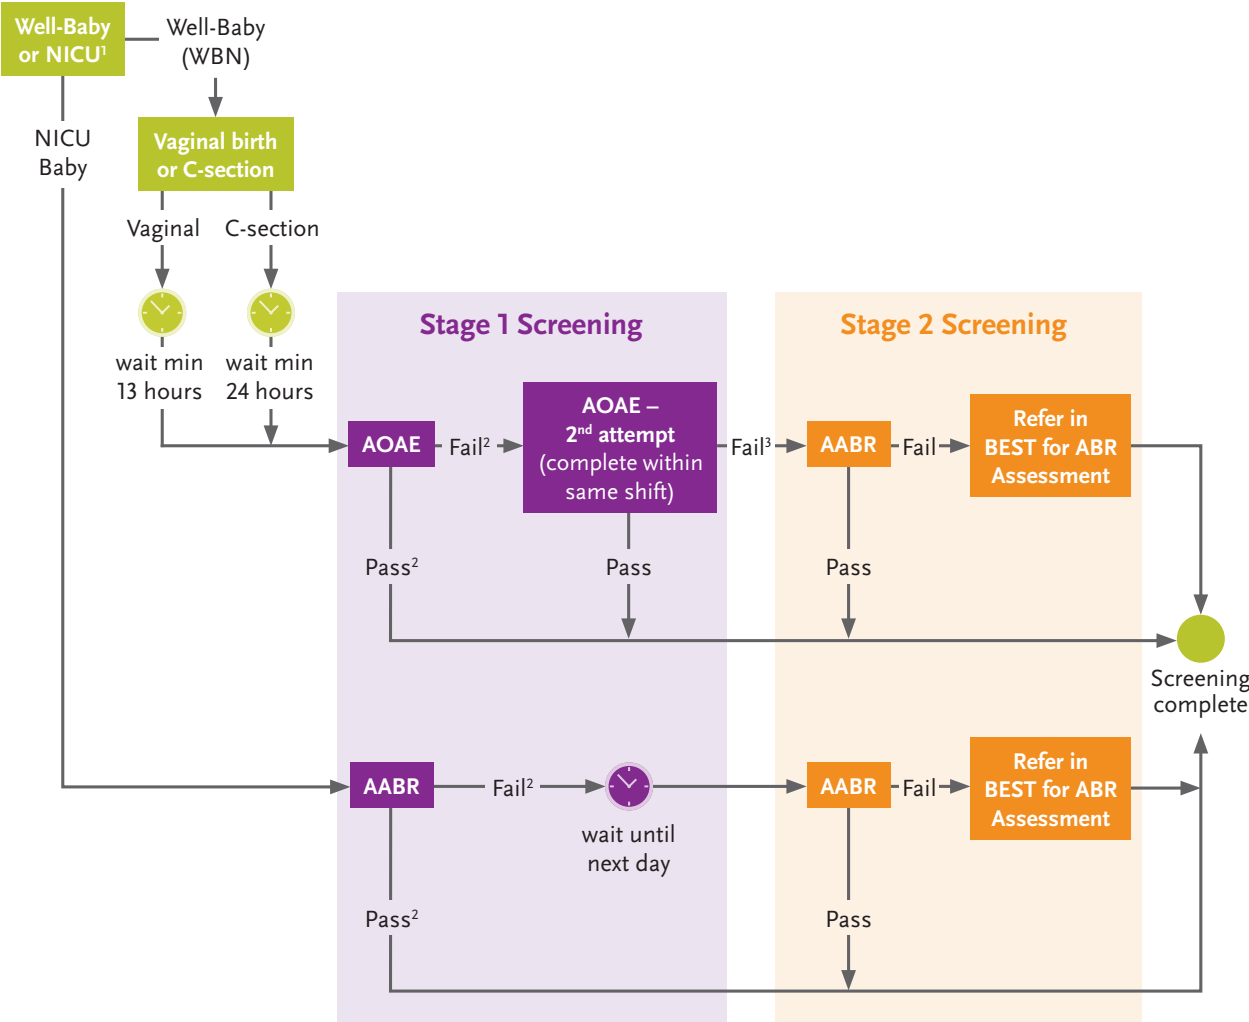 Well-Baby
or NICU¹
Well-Baby
(WBN)
NICU
Baby
Vaginal birth
or C-section
Vaginal
C-section
wait min
13 hours
wait min
24 hours
Stage 1 Screening
AOAE
Fail²
AOAE –
2ⁿᵈ attempt
(complete within
same shift)
Fail³
Pass²
Pass
Stage 2 Screening
AABR
Fail
Refer in
BEST for ABR
Assessment
Pass
Screening
complete
AABR
Fail²
wait until
next day
Pass²
AABR
Fail
Refer in
BEST for ABR
Assessment
Pass